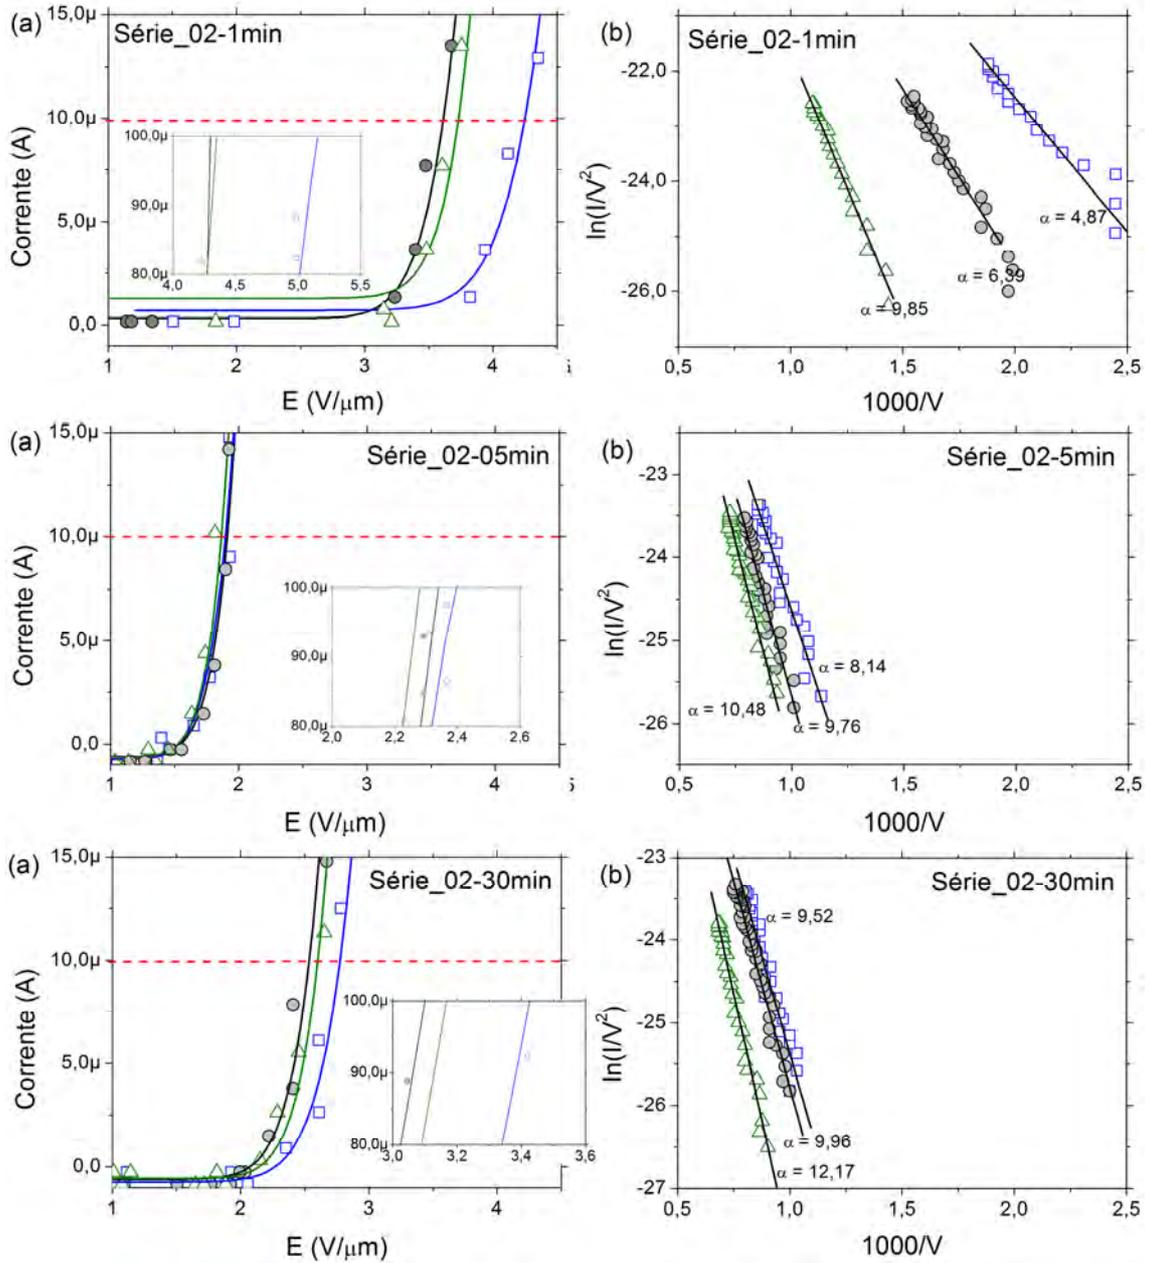 (a)
Série_02-1min
15,0µ
10,0µ
5,0µ
0,0
Corrente (A)
100,0µ
90,0µ
80,0µ
4,0 4,5 5,0 5,5
1 2 3 4
E (V/µm)
(b)
Série_02-1min
-22,0
-24,0
-26,0
ln(I/V²)
α = 4,87
α = 6,39
α = 9,85
0,5 1,0 1,5 2,0 2,5
1000/V
(a)
Série_02-05min
15,0µ
10,0µ
5,0µ
0,0
Corrente (A)
100,0µ
90,0µ
80,0µ
2,0 2,2 2,4 2,6
1 2 3 4
E (V/µm)
(b)
Série_02-5min
-23
-24
-25
-26
ln(I/V²)
α = 8,14
α = 10,48
α = 9,76
0,5 1,0 1,5 2,0 2,5
1000/V
(a)
Série_02-30min
15,0µ
10,0µ
5,0µ
0,0
Corrente (A)
100,0µ
90,0µ
80,0µ
3,0 3,2 3,4 3,6
1 2 3 4
E (V/µm)
(b)
Série_02-30min
-23
-24
-25
-26
-27
ln(I/V²)
α = 9,52
α = 9,96
α = 12,17
0,5 1,0 1,5 2,0 2,5
1000/V